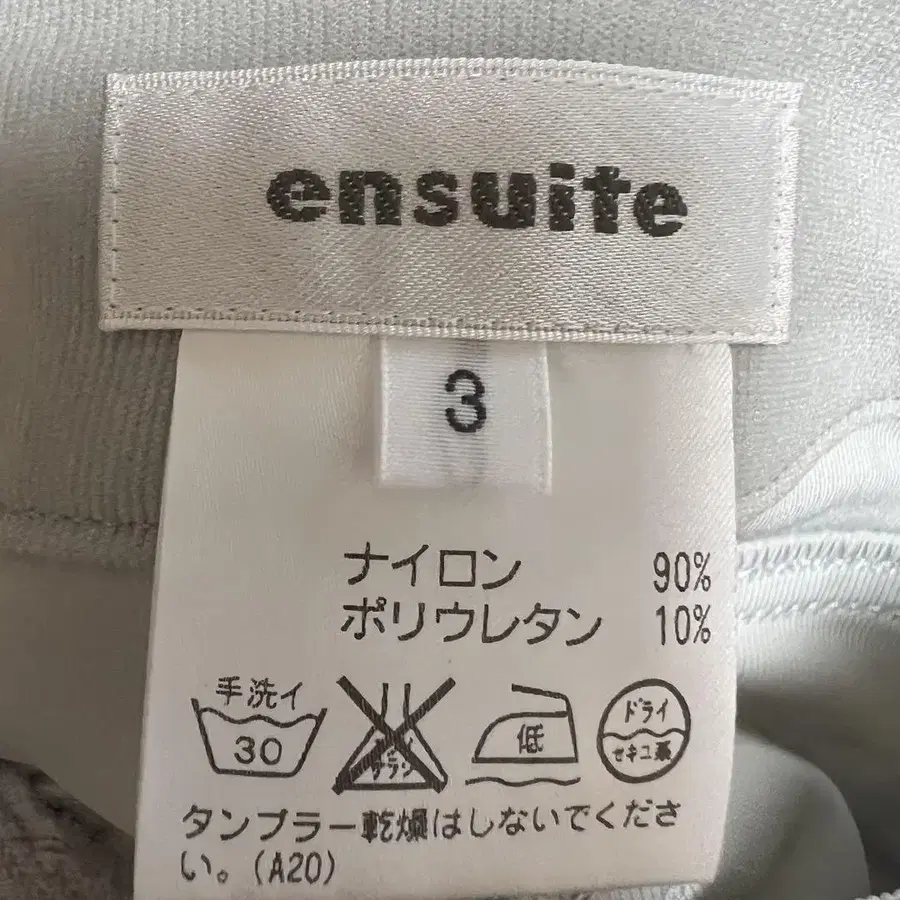 ensuite
3
ナイロン 90%
ポリウレタン 10%
手洗イ
30
低
ドライ
セキユ系
タンブラー乾燥はしないでくださ
い。(A20)